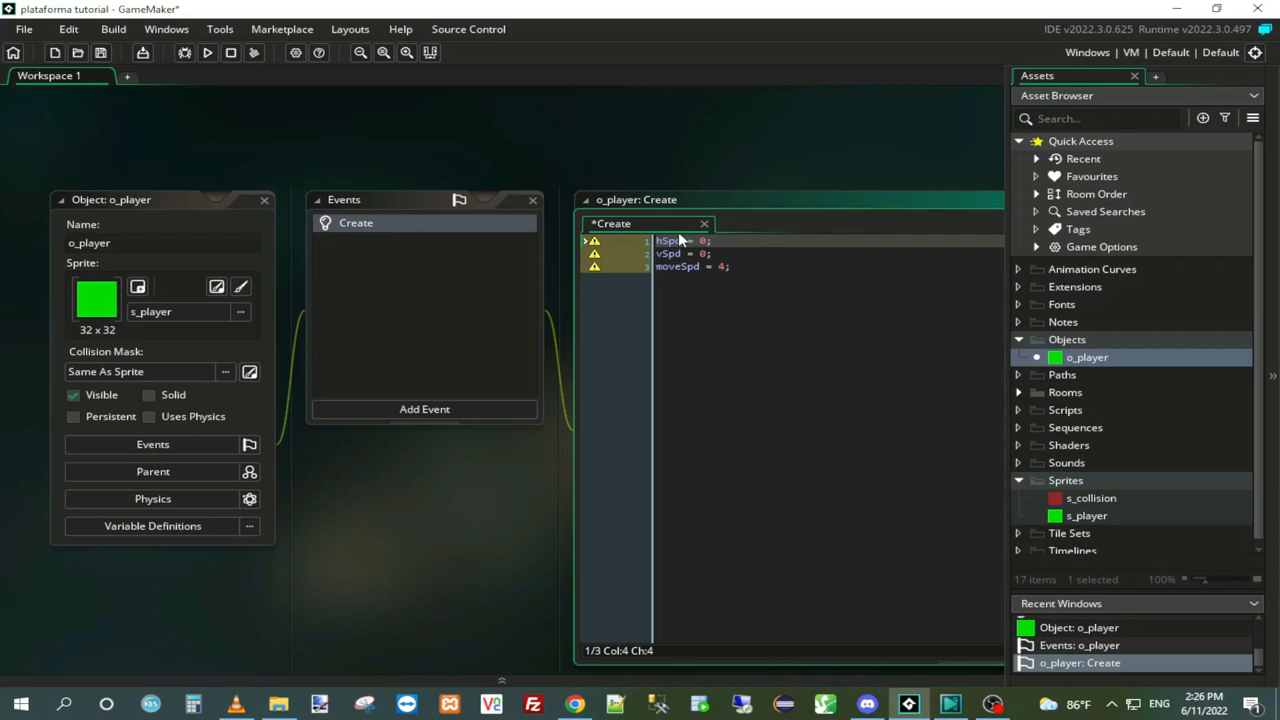 plataforma tutorial - GameMaker*
File Edit Build Windows Tools Marketplace Layouts Help Source Control
IDE v2022.3.0.625 Runtime v2022.3.0.497
Windows | VM | Default | Default
Workspace 1
Object: o_player
Name:
o_player
Sprite:
s_player
32 x 32
Collision Mask:
Same As Sprite
Visible Solid
Persistent Uses Physics
Events
Parent
Physics
Variable Definitions
Events
Create
Add Event
o_player: Create
*Create
1 hSpd = 0;
2 vSpd = 0;
3 moveSpd = 4;
1/3 Col:4 Ch:4
Assets
Asset Browser
Search...
Quick Access
Recent
Favourites
Room Order
Saved Searches
Tags
Game Options
Animation Curves
Extensions
Fonts
Notes
Objects
o_player
Paths
Rooms
Scripts
Sequences
Shaders
Sounds
Sprites
s_collision
s_player
Tile Sets
Timelines
17 items 1 selected 100%
Recent Windows
Object: o_player
Events: o_player
o_player: Create
86°F ENG
2:26 PM
6/11/2022